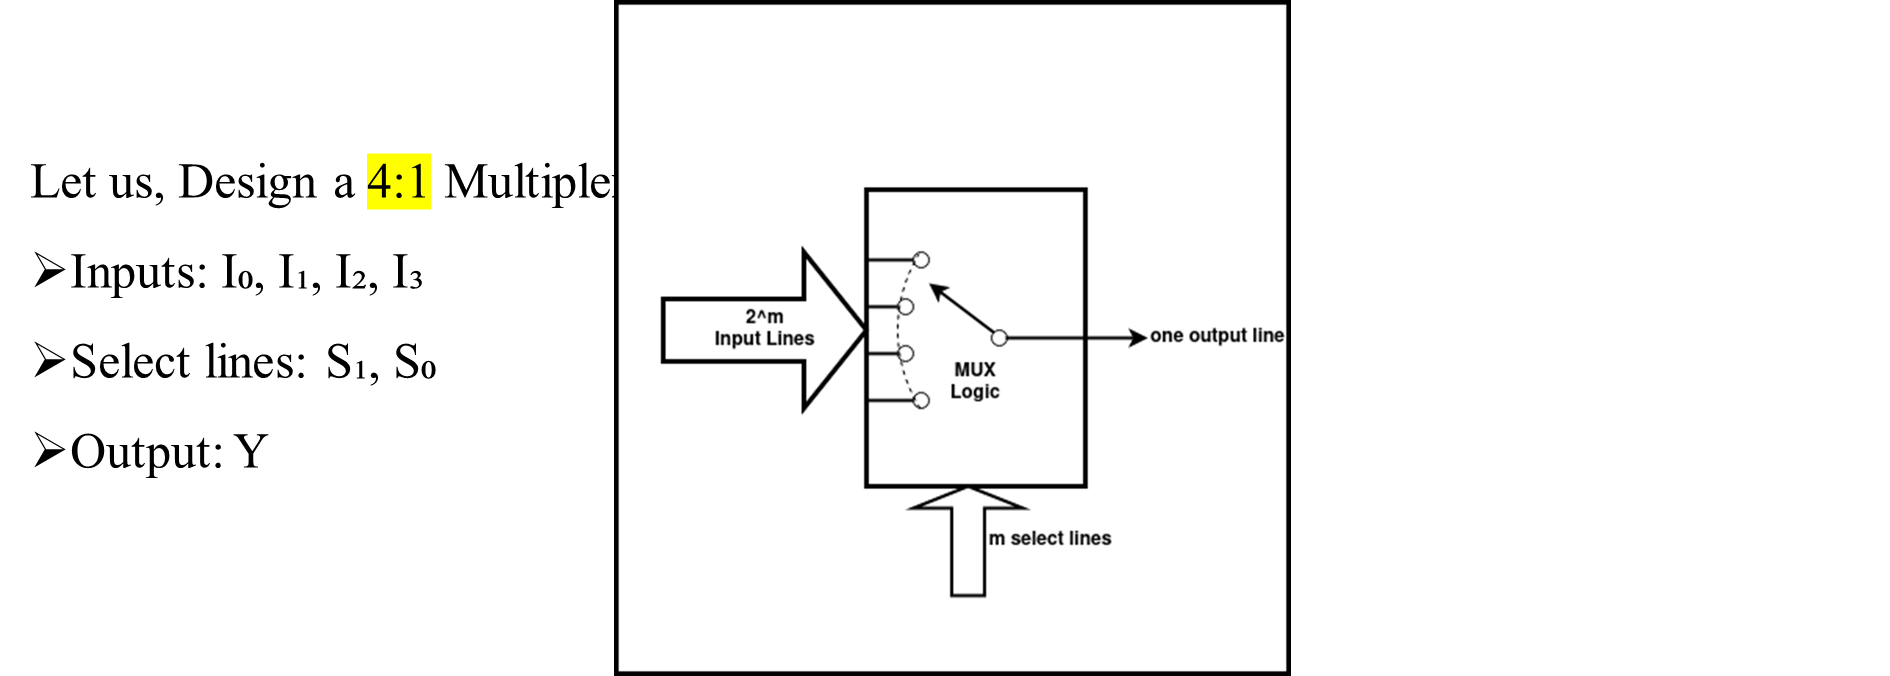 Let us, Design a 4:1
➤Inputs: I₀, I₁, I₂, I₃
➤Select lines: S₁, S₀
➤Output: Y
2^m
Input Lines
MUX
Logic
one output line
m select lines